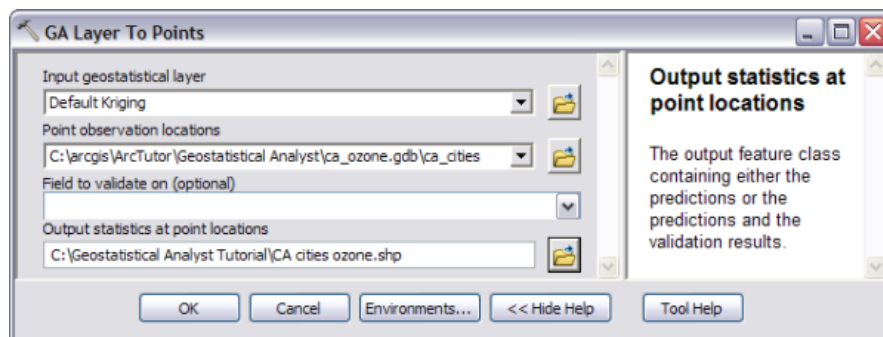 GA Layer To Points
Input geostatistical layer
Default Kriging
Point observation locations
C:\arcgis\ArcTutor\Geostatistical Analyst\ca_ozone.gdb\ca_cities
Field to validate on (optional)
Output statistics at point locations
C:\Geostatistical Analyst Tutorial\CA cities ozone.shp
Output statistics at
point locations
The output feature class
containing either the
predictions or the
predictions and the
validation results.
OK
Cancel
Environments...
<< Hide Help
Tool Help